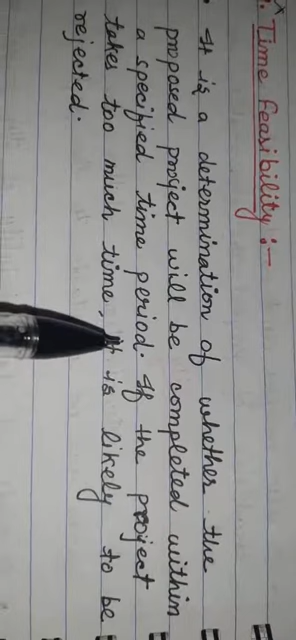 Time feasibility :-
• It is a determination of whether the
proposed project will be completed within
a specified time period. If the project
takes too much time, it is likely to be
rejected.